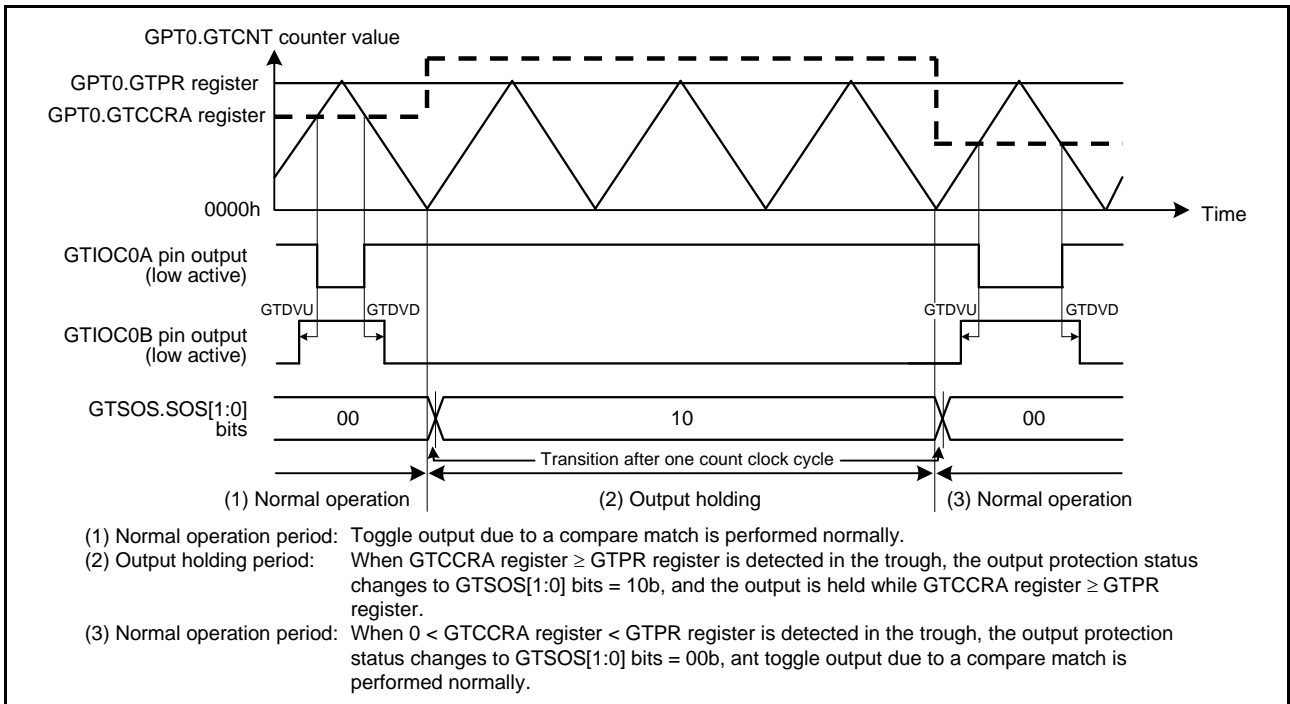 GPT0.GTCNT counter value
GPT0.GTPR register
GPT0.GTCCRA register
0000h
Time
GTIOC0A pin output
(low active)
GTDVU
GTDVD
GTDVU
GTDVD
GTIOC0B pin output
(low active)
GTSOS.SOS[1:0]
bits
00
10
00
Transition after one count clock cycle
(1) Normal operation
(2) Output holding
(3) Normal operation
(1) Normal operation period: Toggle output due to a compare match is performed normally.
(2) Output holding period: When GTCCRA register ≥ GTPR register is detected in the trough, the output protection status
changes to GTSOS[1:0] bits = 10b, and the output is held while GTCCRA register ≥ GTPR
register.
(3) Normal operation period: When 0 < GTCCRA register < GTPR register is detected in the trough, the output protection
status changes to GTSOS[1:0] bits = 00b, ant toggle output due to a compare match is
performed normally.